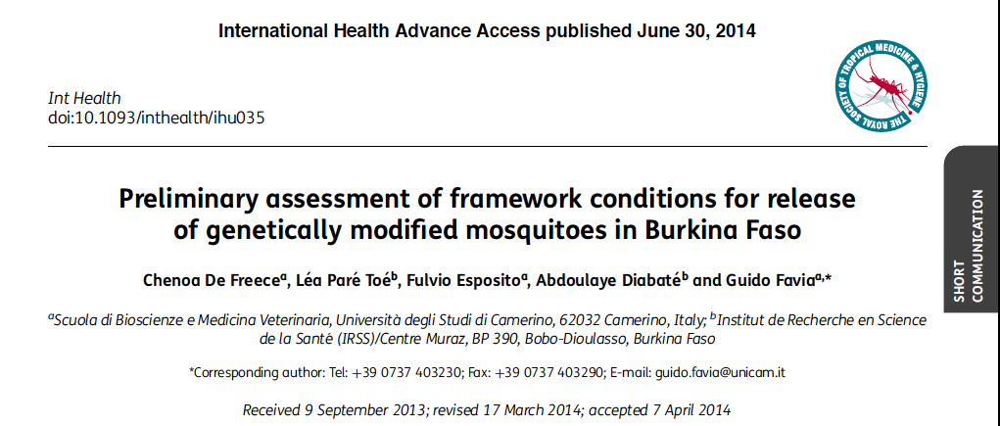 International Health Advance Access published June 30, 2014
THE ROYAL SOCIETY OF TROPICAL MEDICINE & HYGIENE
Int Health
doi:10.1093/inthealth/ihu035
SHORT
COMMUNICATION
Preliminary assessment of framework conditions for release
of genetically modified mosquitoes in Burkina Faso
Chenoa De Freeceᵃ, Léa Paré Toéᵇ, Fulvio Espositoᵃ, Abdoulaye Diabatéᵇ and Guido Faviaᵃ,*
ᵃScuola di Bioscienze e Medicina Veterinaria, Università degli Studi di Camerino, 62032 Camerino, Italy; ᵇInstitut de Recherche en Science
de la Santé (IRSS)/Centre Muraz, BP 390, Bobo-Dioulasso, Burkina Faso
*Corresponding author: Tel: +39 0737 403230; Fax: +39 0737 403290; E-mail: guido.favia@unicam.it
Received 9 September 2013; revised 17 March 2014; accepted 7 April 2014